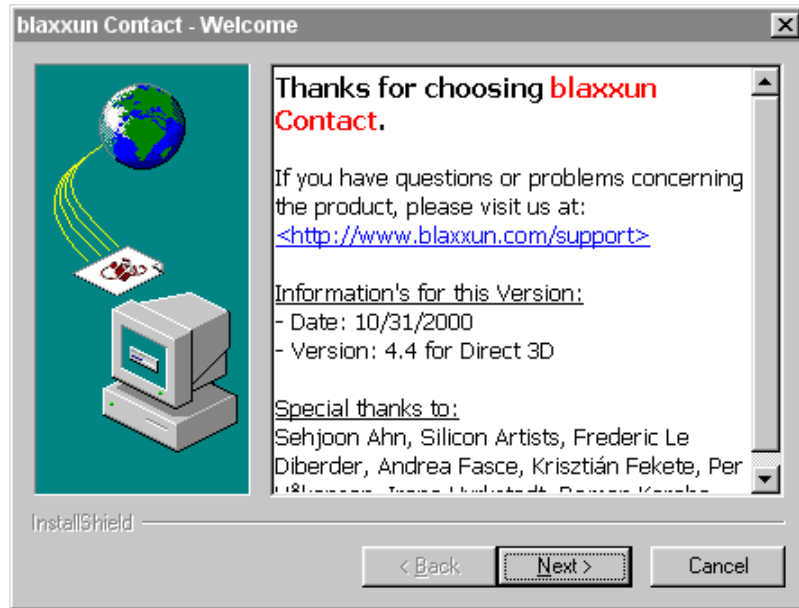 blaxxun Contact - Welcome
Thanks for choosing blaxxun
Contact.
If you have questions or problems concerning
the product, please visit us at:
<http://www.blaxxun.com/support>
Information's for this Version:
- Date: 10/31/2000
- Version: 4.4 for Direct 3D
Special thanks to:
Sehjoon Ahn, Silicon Artists, Frederic Le
Diberder, Andrea Fasce, Krisztián Fekete, Per
InstallShield
< Back
Next >
Cancel